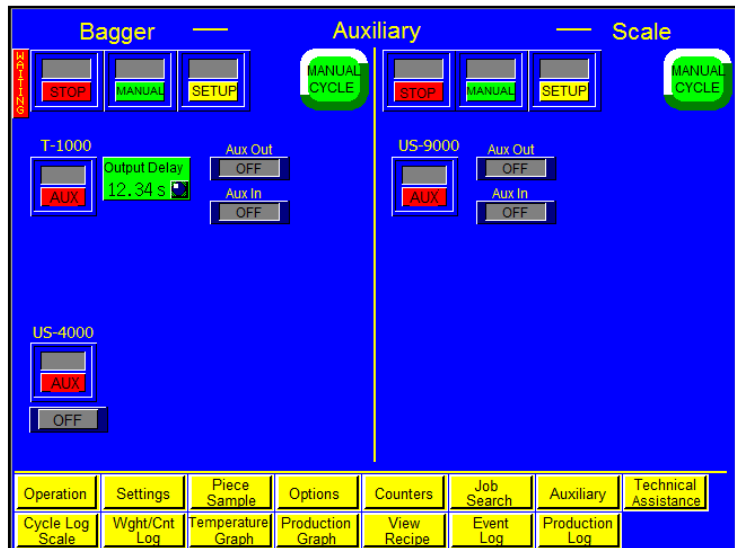 Bagger — Auxiliary — Scale
WAITING
STOP MANUAL SETUP MANUAL CYCLE STOP MANUAL SETUP MANUAL CYCLE
T-1000
AUX
Output Delay
12.34 s
Aux Out
OFF
Aux In
OFF
US-9000
AUX
Aux Out
OFF
Aux In
OFF
US-4000
AUX
OFF
Operation Settings Piece Sample Options Counters Job Search Auxiliary Technical Assistance
Cycle Log Scale Wght/Cnt Log Temperature Graph Production Graph View Recipe Event Log Production Log